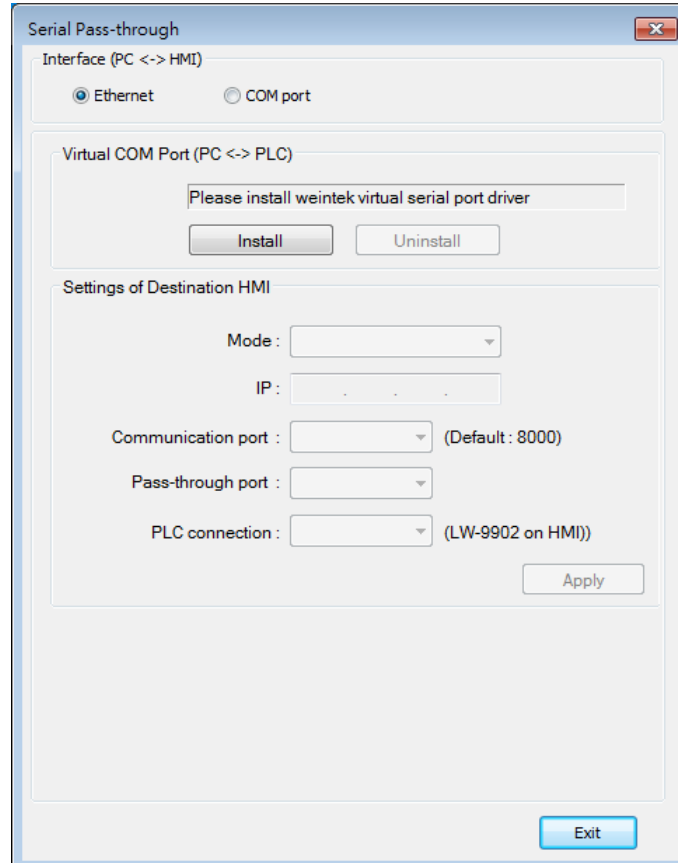 Serial Pass-through
Interface (PC <-> HMI)
Ethernet COM port
Virtual COM Port (PC <-> PLC)
Please install weintek virtual serial port driver
Install Uninstall
Settings of Destination HMI
Mode :
IP : . . .
Communication port : (Default : 8000)
Pass-through port :
PLC connection : (LW-9902 on HMI))
Apply
Exit